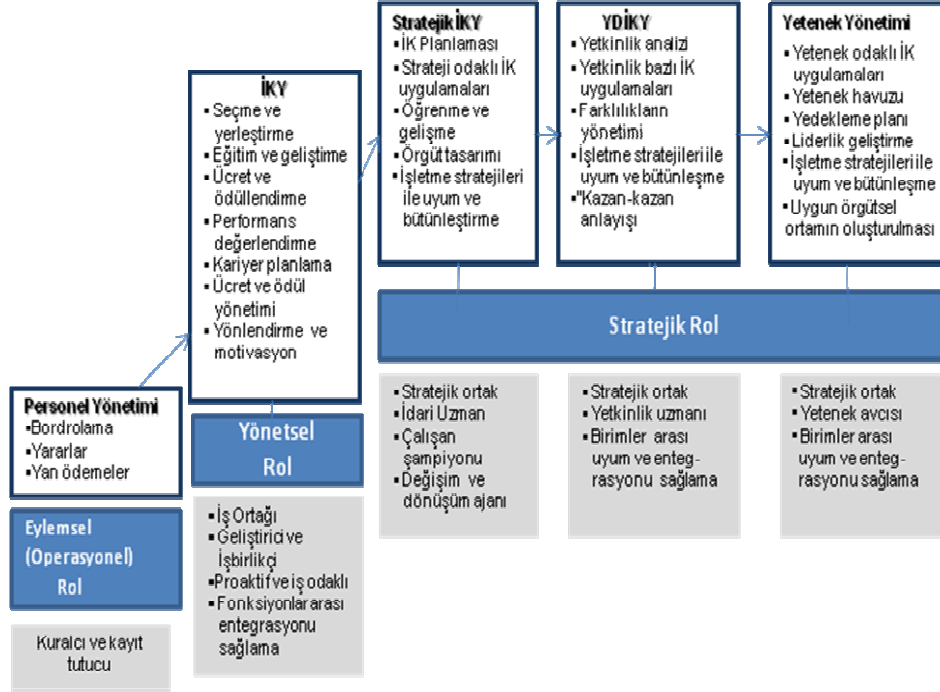 Personel Yönetimi
▪Bordrolama
▪Yararlar
▪Yan ödemeler
Eylemsel
(Operasyonel)
Rol
Kuralcı ve kayıt
tutucu
İKY
▪ Seçme ve
yerleştirme
▪ Eğitim ve geliştirme
▪ Ücret ve
ödüllendirme
▪ Performans
değerlendirme
▪ Kariyer planlama
▪ Ücret ve ödül
yönetimi
▪ Yönlendirme ve
motivasyon
Yönetsel
Rol
▪ İş Ortağı
▪ Geliştirici ve
İşbirlikçi
▪Proaktif ve iş odaklı
▪ Fonksiyonlar arası
entegrasyonu
sağlama
Stratejik İKY
▪ İK Planlaması
▪ Strateji odaklı İK
uygulamaları
▪ Öğrenme ve
gelişme
▪ Örgüt tasarımı
▪ İşletme stratejileri
ile uyum ve
bütünleştirme
YDİKY
▪ Yetkinlik analizi
▪ Yetkinlik bazlı İK
uygulamaları
▪ Farklılıkların
yönetimi
▪ İşletme stratejileri ile
uyum ve bütünleşme
▪"Kazan-kazan
anlayışı
Yetenek Yönetimi
▪ Yetenek odaklı İK
uygulamaları
▪ Yetenek havuzu
▪ Yedekleme planı
▪ Liderlik geliştirme
▪ İşletme stratejileri ile
uyum ve bütünleşme
▪ Uygun örgütsel
ortamın oluşturulması
Stratejik Rol
▪ Stratejik ortak
▪ İdari Uzman
▪ Çalışan
şampiyonu
▪ Değişim ve
dönüşüm ajanı
▪ Stratejik ortak
▪ Yetkinlik uzmanı
▪ Birimler arası
uyum ve enteg-
rasyonu sağlama
▪ Stratejik ortak
▪ Yetenek avcısı
▪ Birimler arası
uyum ve enteg-
rasyonu sağlama